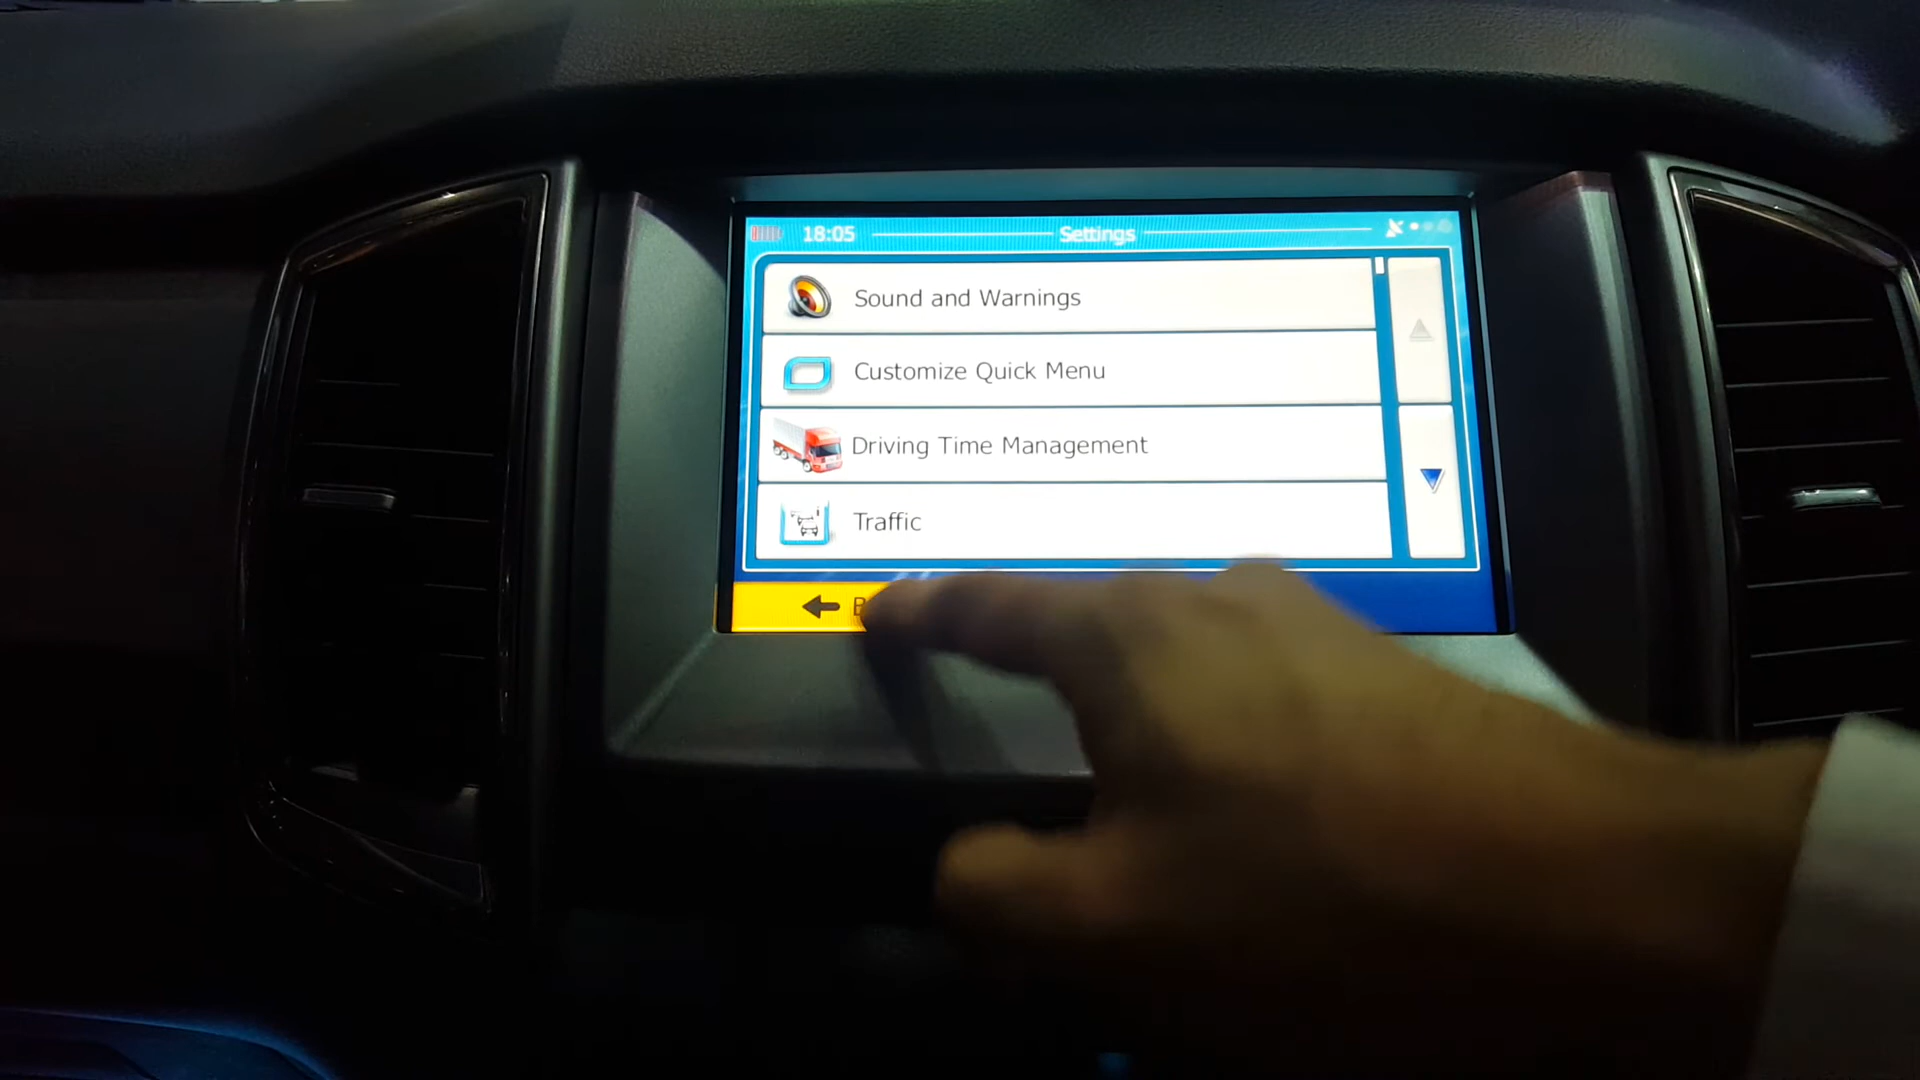 18:05
Settings
Sound and Warnings
Customize Quick Menu
Driving Time Management
Traffic